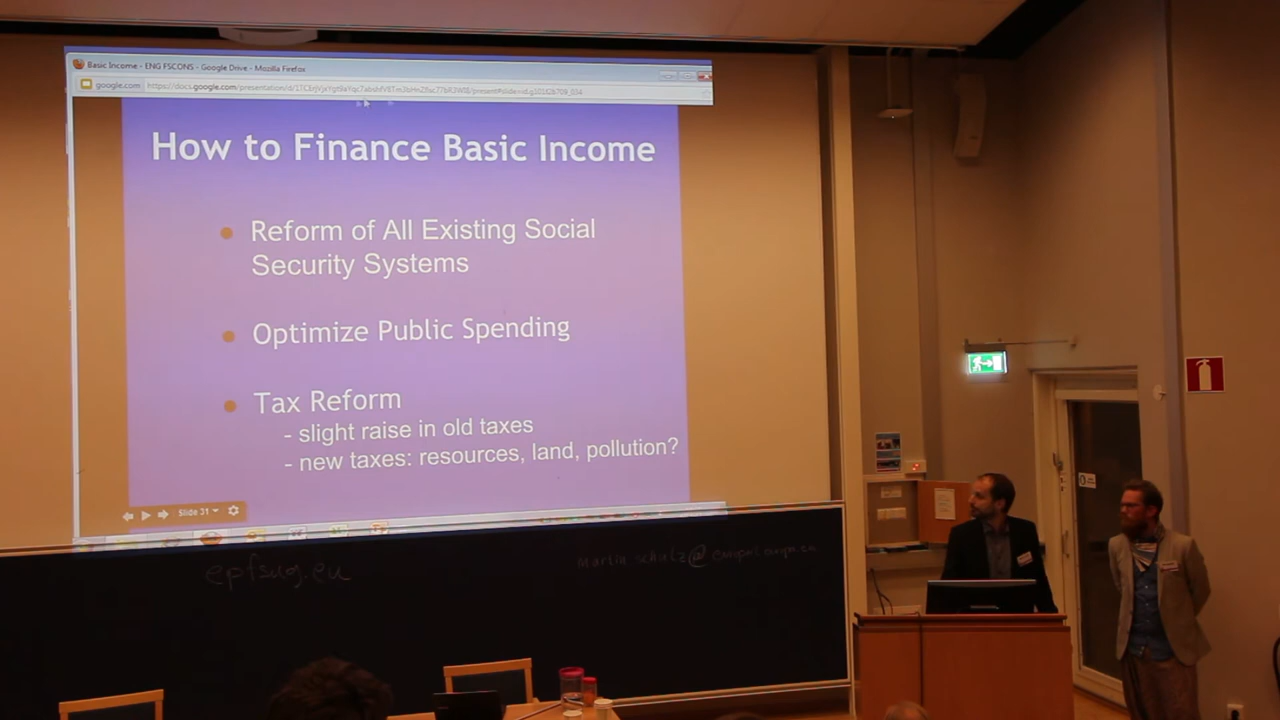 Basic Income - ENG FSCONS - Google Drive - Mozilla Firefox
google.com
How to Finance Basic Income
Reform of All Existing Social
Security Systems
Optimize Public Spending
Tax Reform
- slight raise in old taxes
- new taxes: resources, land, pollution?
Slide 31
epfsug.eu